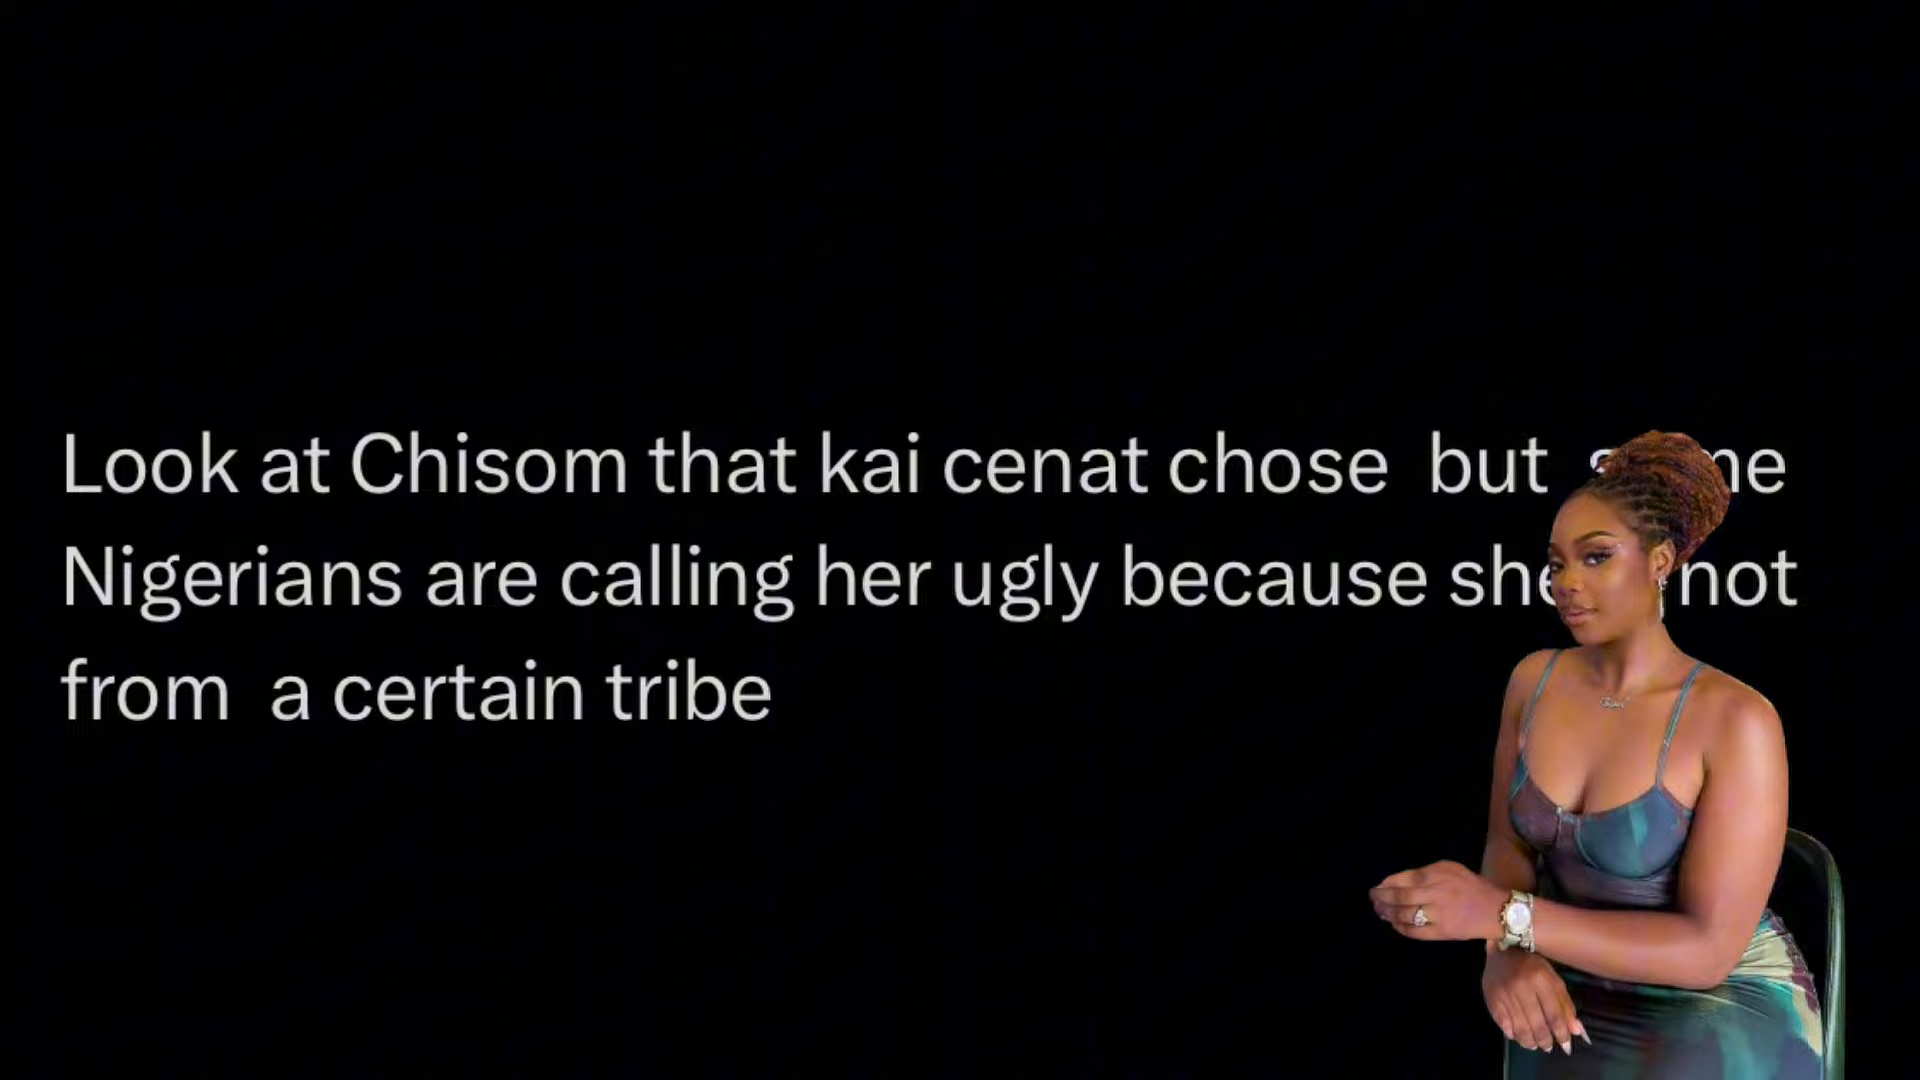 Look at Chisom that kai cenat chose but
Nigerians are calling her ugly because not
from a certain tribe